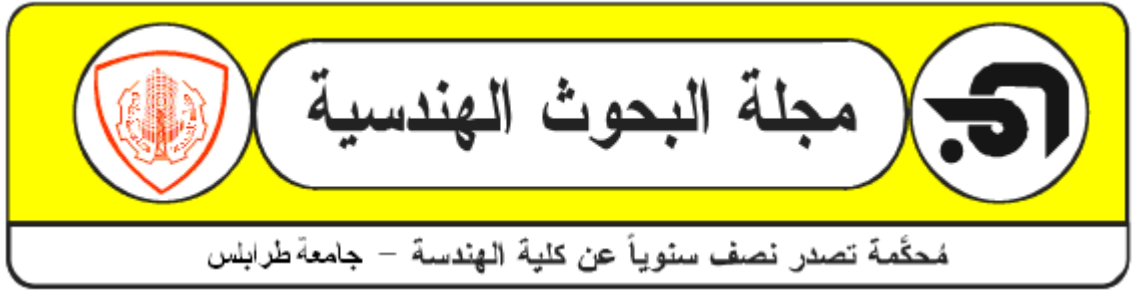 مجلة البحوث الهندسية
مُحكَّمة تصدر نصف سنوياً عن كلية الهندسة – جامعة طرابلس